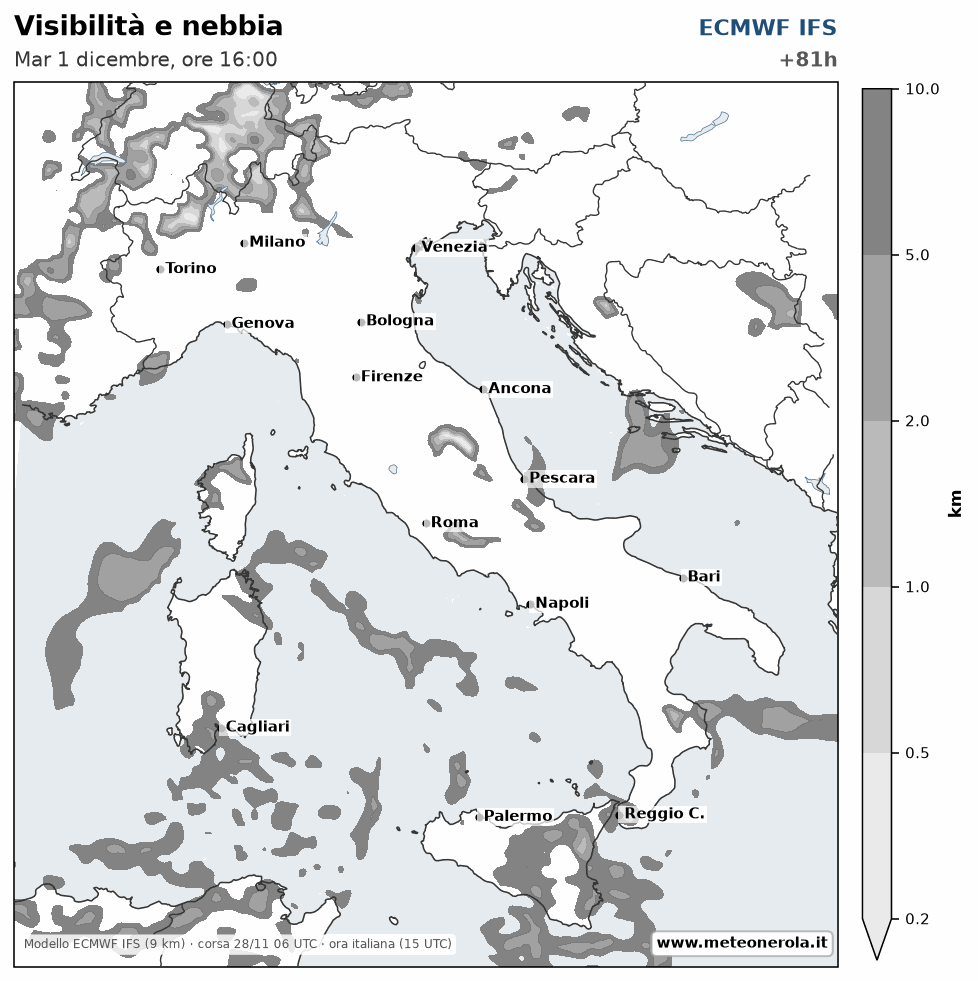 Visibilità e nebbia
ECMWF IFS
Mar 1 dicembre, ore 16:00
+81h
10.0
Milano
Venezia
5.0
Torino
Genova
Bologna
Firenze
Ancona
2.0
Pescara
km
Roma
Bari
1.0
Napoli
Cagliari
0.5
Palermo
Reggio C.
0.2
Modello ECMWF IFS (9 km) · corsa 28/11 06 UTC · ora italiana (15 UTC)
www.meteonerola.it